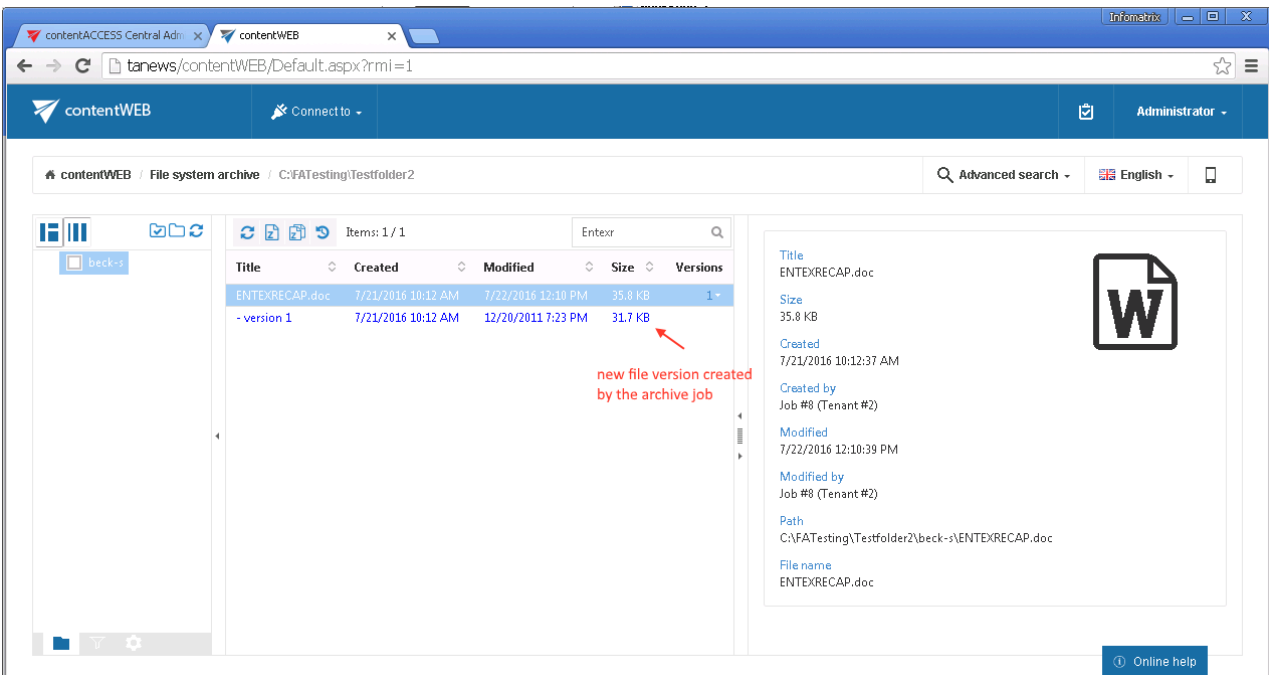 Infomatrix
contentACCESS Central Adm
contentWEB
tanews/contentWEB/Default.aspx?rmi=1
contentWEB
Connect to
Administrator
contentWEB / File system archive / C:\FATesting\Testfolder2
Advanced search
English
beck-s
Items: 1 / 1
Entexr
Title Created Modified Size Versions
ENTEXRECAP.doc 7/21/2016 10:12 AM 7/22/2016 12:10 PM 35.8 KB 1
- version 1 7/21/2016 10:12 AM 12/20/2011 7:23 PM 31.7 KB
new file version created
by the archive job
Title
ENTEXRECAP.doc
Size
35.8 KB
Created
7/21/2016 10:12:37 AM
Created by
Job #8 (Tenant #2)
Modified
7/22/2016 12:10:39 PM
Modified by
Job #8 (Tenant #2)
Path
C:\FATesting\Testfolder2\beck-s\ENTEXRECAP.doc
File name
ENTEXRECAP.doc
W
Online help